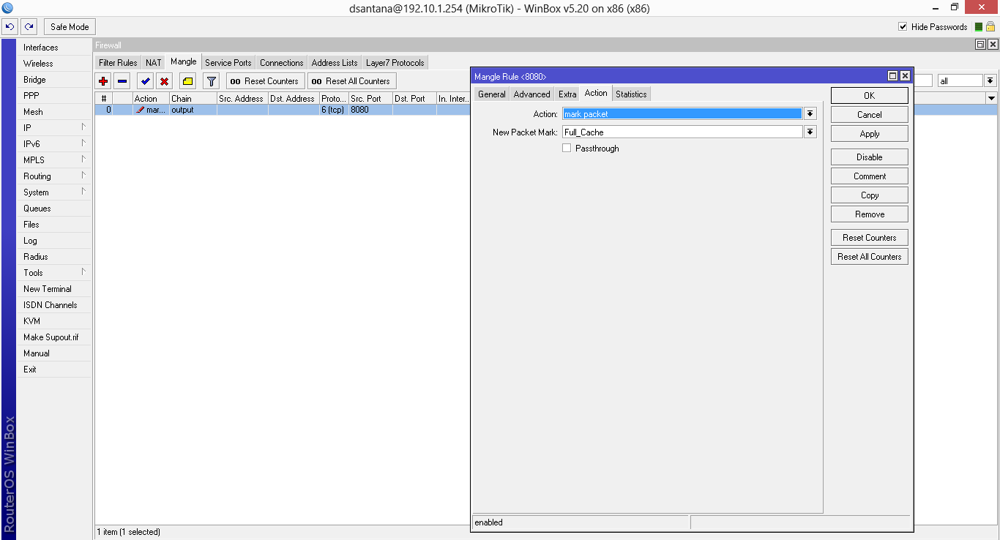 dsantana@192.10.1.254 (MikroTik) - WinBox v5.20 on x86 (x86)
Safe Mode
Hide Passwords
Interfaces
Wireless
Bridge
PPP
Mesh
IP
IPv6
MPLS
Routing
System
Queues
Files
Log
Radius
Tools
New Terminal
ISDN Channels
KVM
Make Supout.rif
Manual
Exit
RouterOS WinBox
Firewall
Filter Rules NAT Mangle Service Ports Connections Address Lists Layer7 Protocols
00 Reset Counters 00 Reset All Counters
all
# Action Chain Src. Address Dst. Address Proto... Src. Port Dst. Port In. Inter...
0 mar... output 6 (tcp) 8080
1 item (1 selected)
Mangle Rule <8080>
General Advanced Extra Action Statistics
Action: mark packet
New Packet Mark: Full_Cache
Passthrough
OK
Cancel
Apply
Disable
Comment
Copy
Remove
Reset Counters
Reset All Counters
enabled